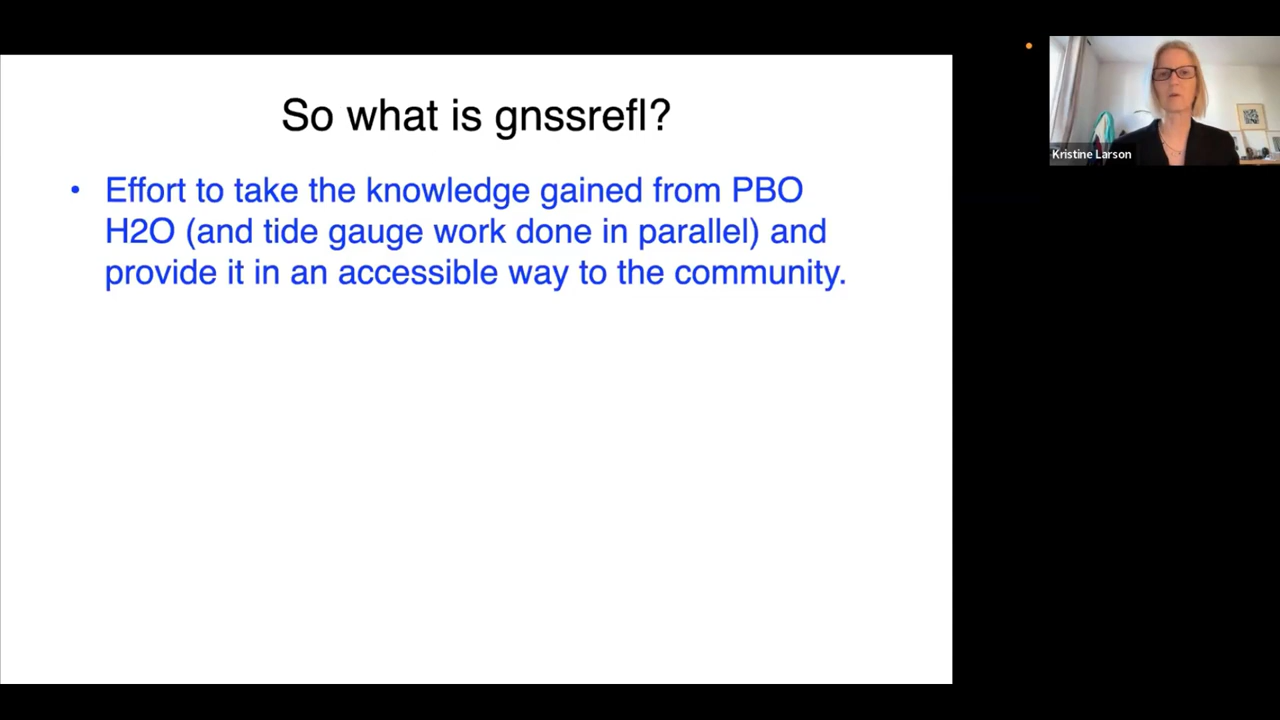 So what is gnssrefl?
• Effort to take the knowledge gained from PBO
H2O (and tide gauge work done in parallel) and
provide it in an accessible way to the community.
Kristine Larson